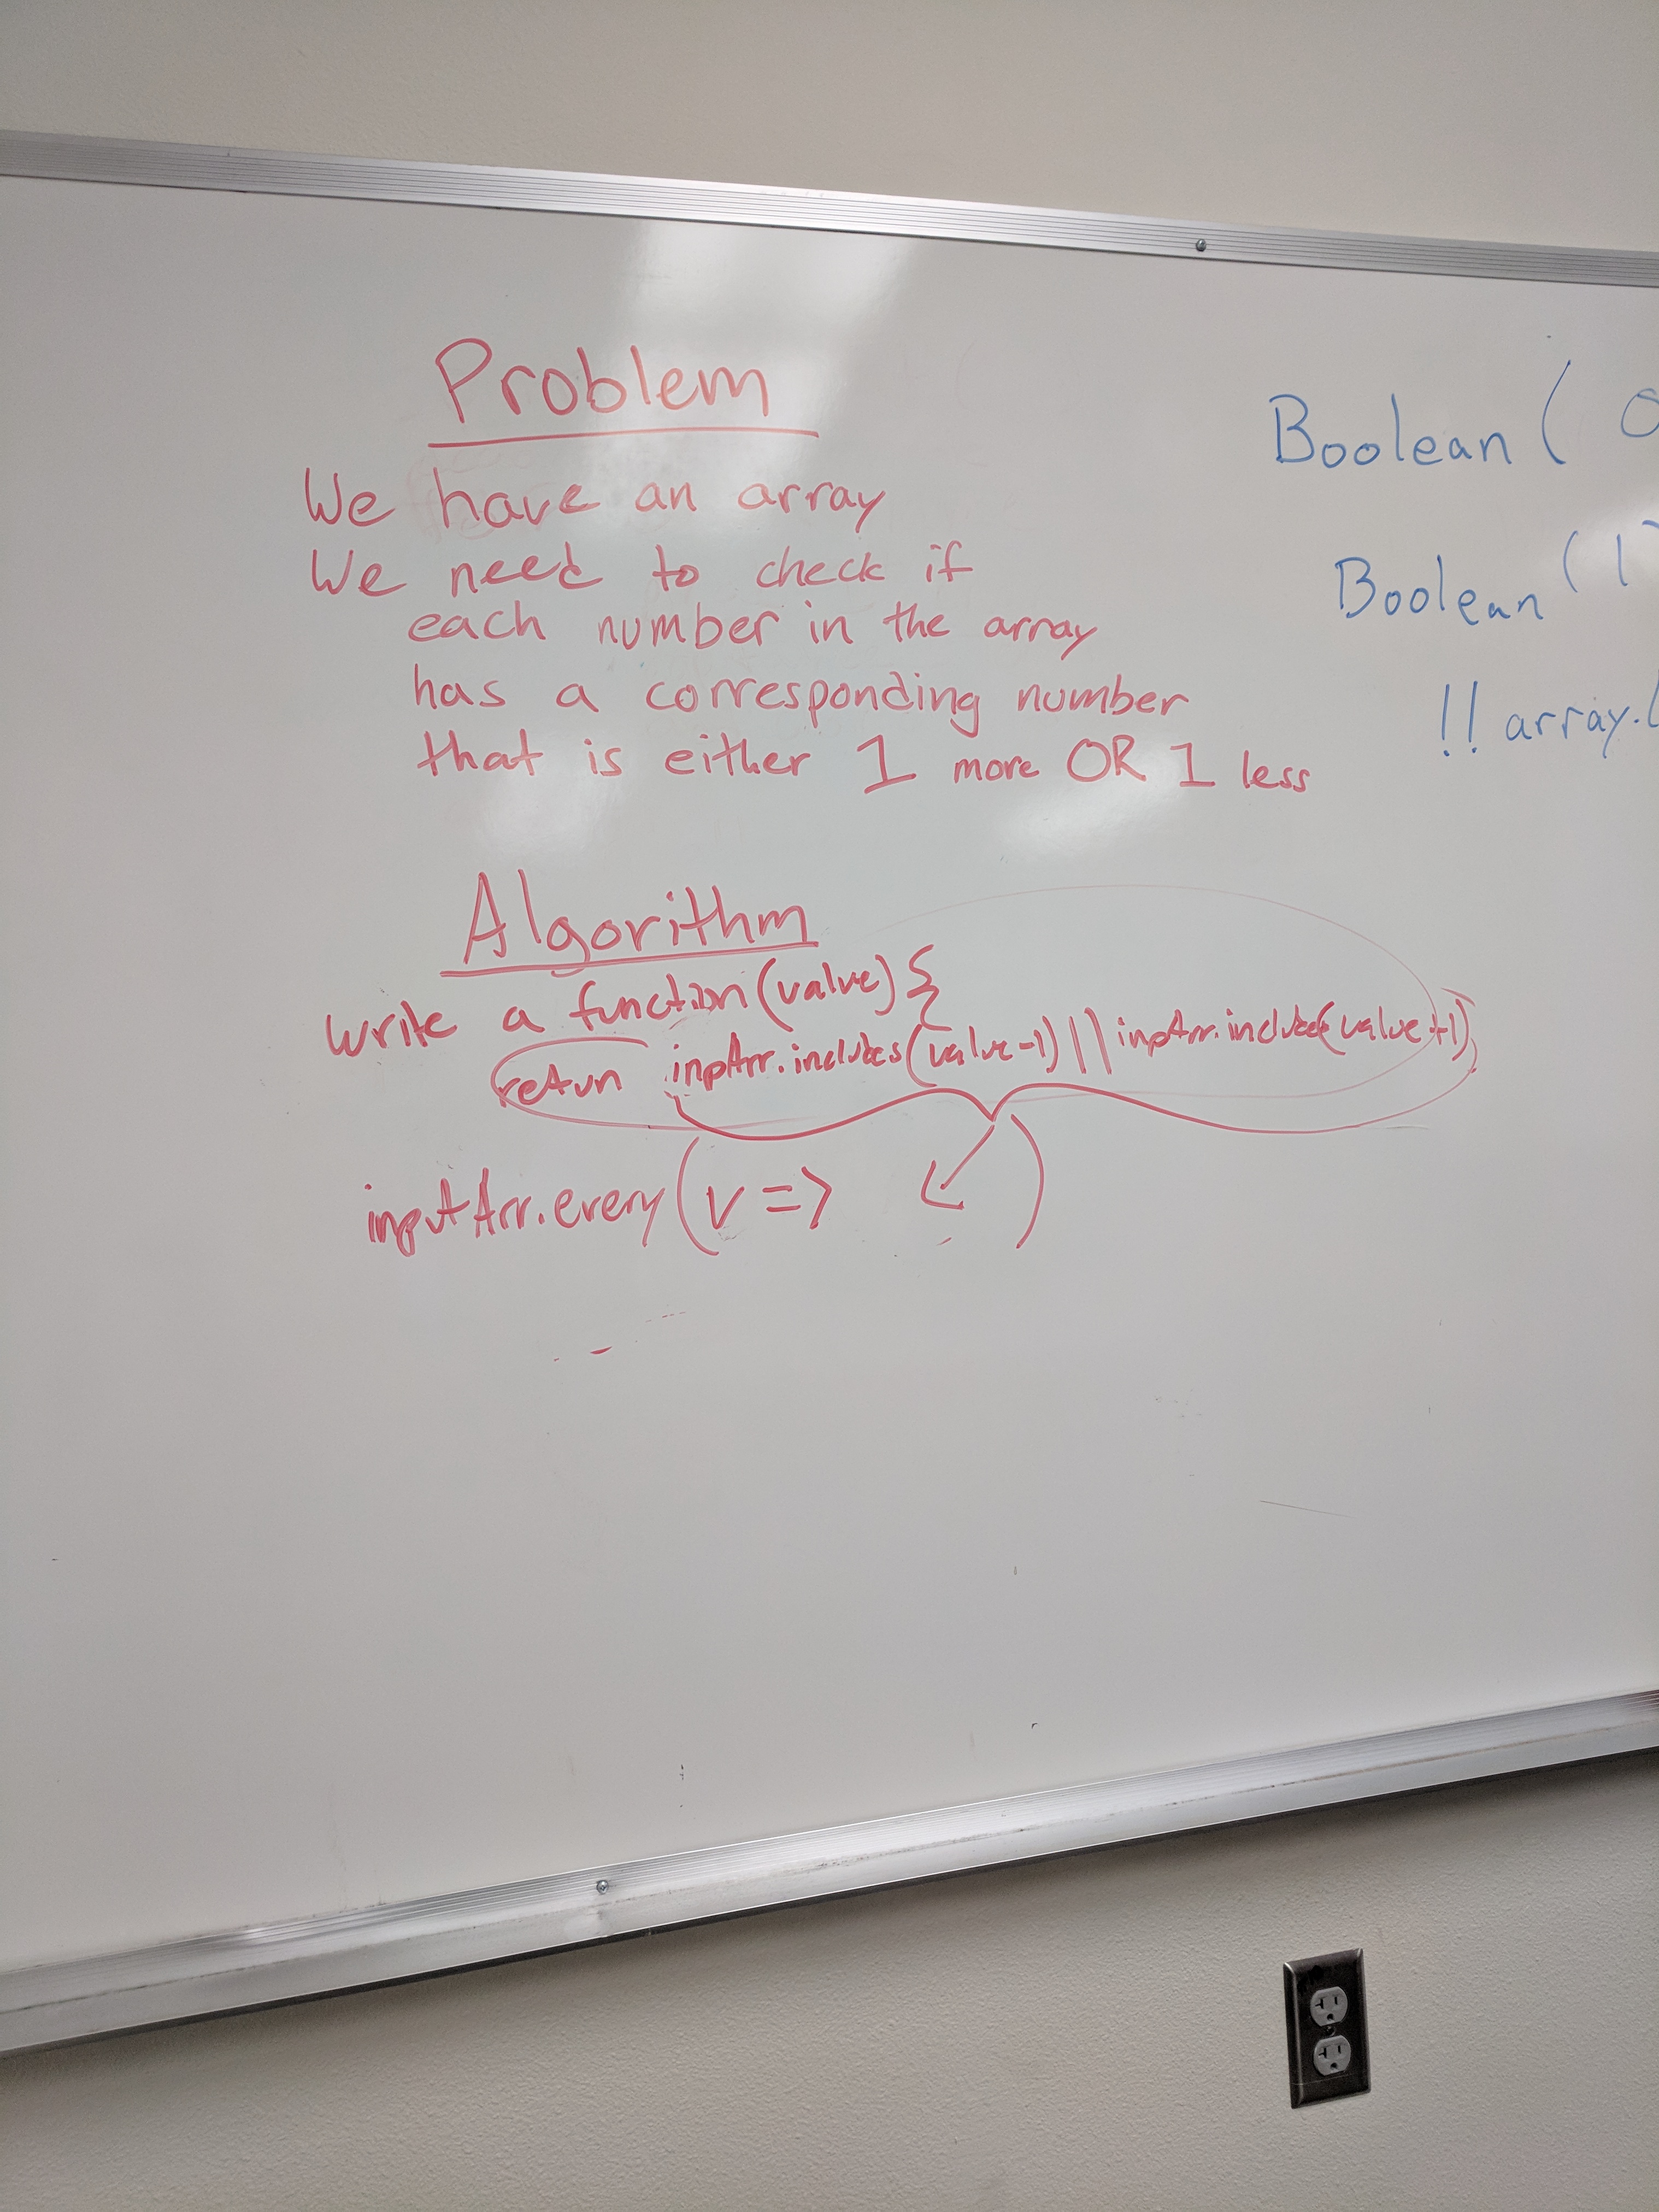 Problem
We have an array
We need to check if
each number in the array
has a corresponding number
that is either 1 more OR 1 less
Algorithm
write a function(value) {
return inpArr.includes(value-1) || inpArr.includes(value+1)
inputArr.every(v => )
Boolean( 0
Boolean(1)
!! array.(